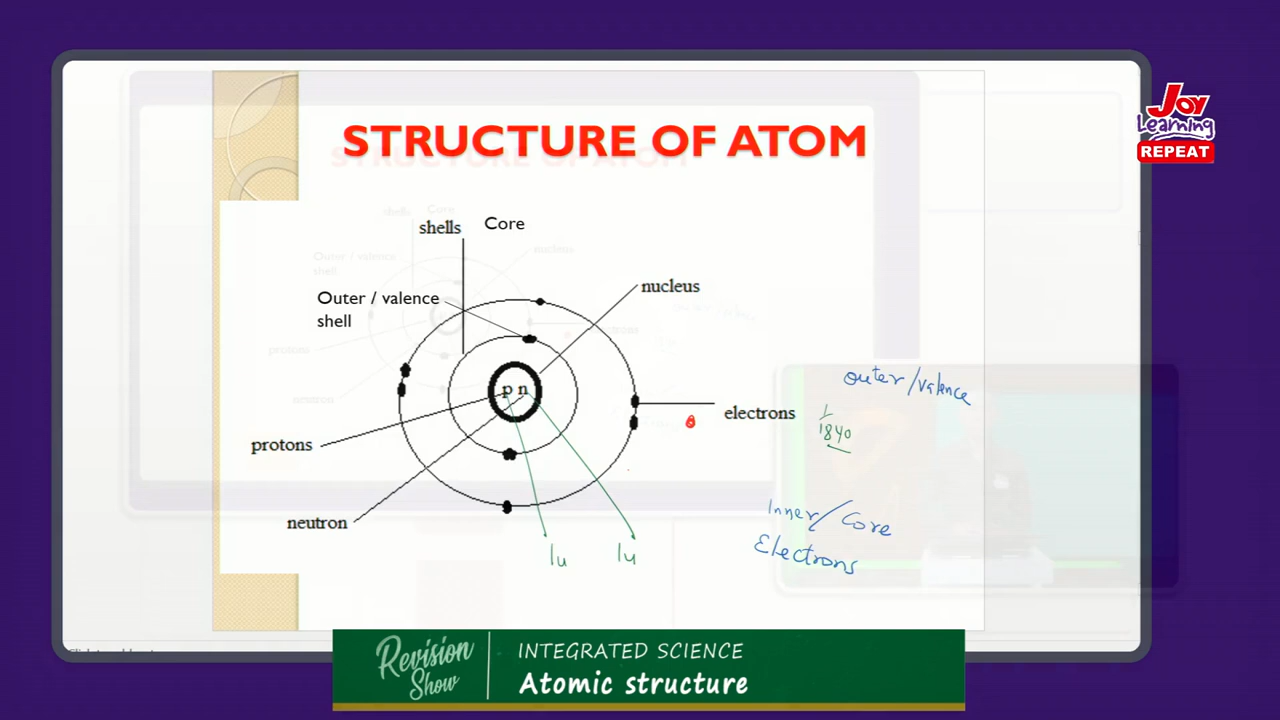 Joy
Learning
REPEAT
STRUCTURE OF ATOM
shells
Core
nucleus
Outer / valence
shell
p n
electrons
protons
neutron
outer/valence
1
1840
Inner/Core
Electrons
1u
1u
Revision
Show
INTEGRATED SCIENCE
Atomic structure